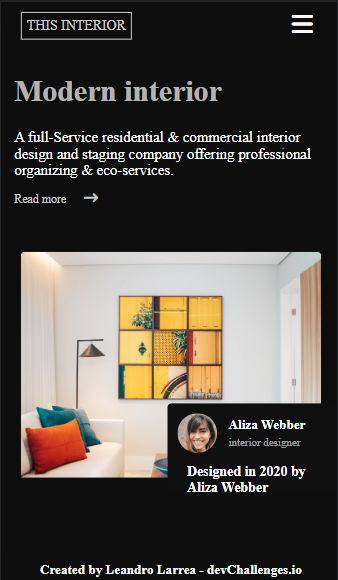 THIS INTERIOR
Modern interior
A full-Service residential & commercial interior
design and staging company offering professional
organizing & eco-services.
Read more
Aliza Webber
interior designer
Designed in 2020 by
Aliza Webber
Created by Leandro Larrea - devChallenges.io